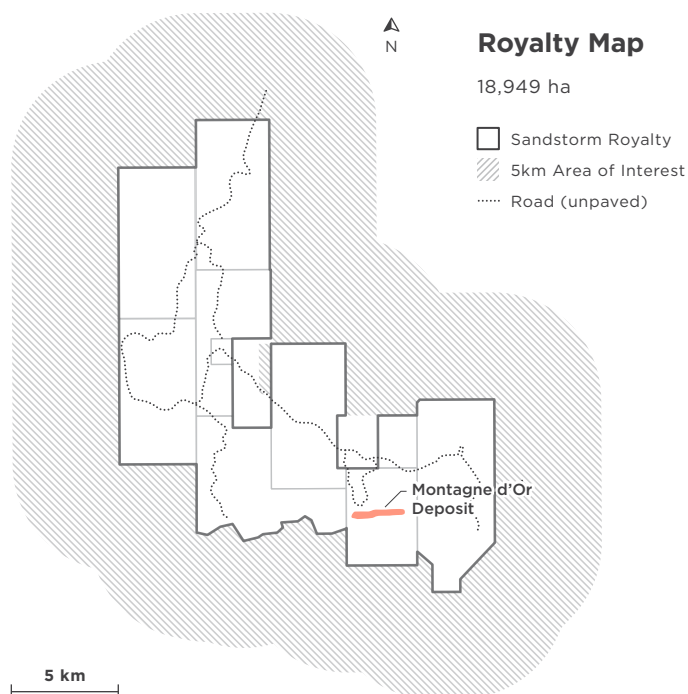 N
Royalty Map
18,949 ha
Sandstorm Royalty
5km Area of Interest
Road (unpaved)
Montagne d'Or
Deposit
5 km